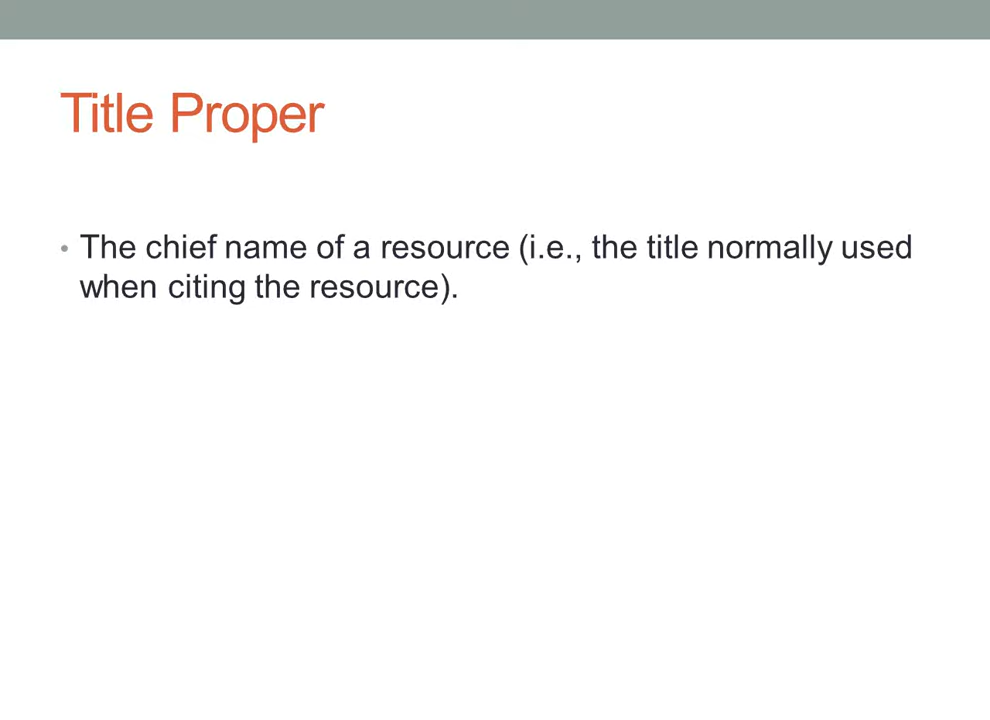 Title Proper
• The chief name of a resource (i.e., the title normally used
when citing the resource).